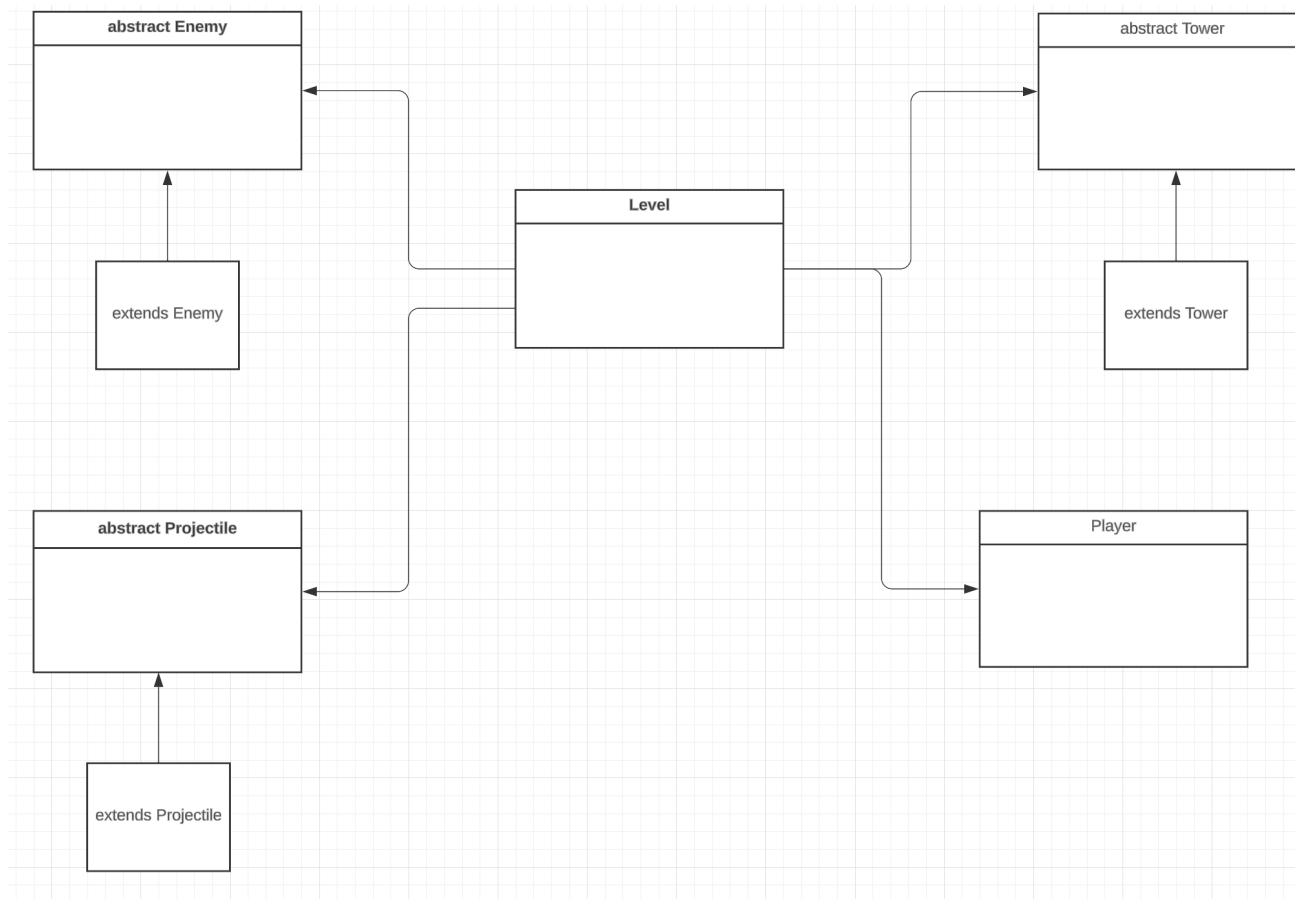 abstract Enemy
abstract Tower
Level
extends Enemy
extends Tower
abstract Projectile
Player
extends Projectile